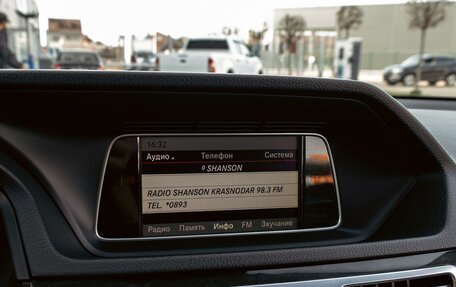 16:32
Аудио Телефон Система
SHANSON
RADIO SHANSON KRASNODAR 98.3 FM
TEL. *0893
Радио Память Инфо FM Звучание